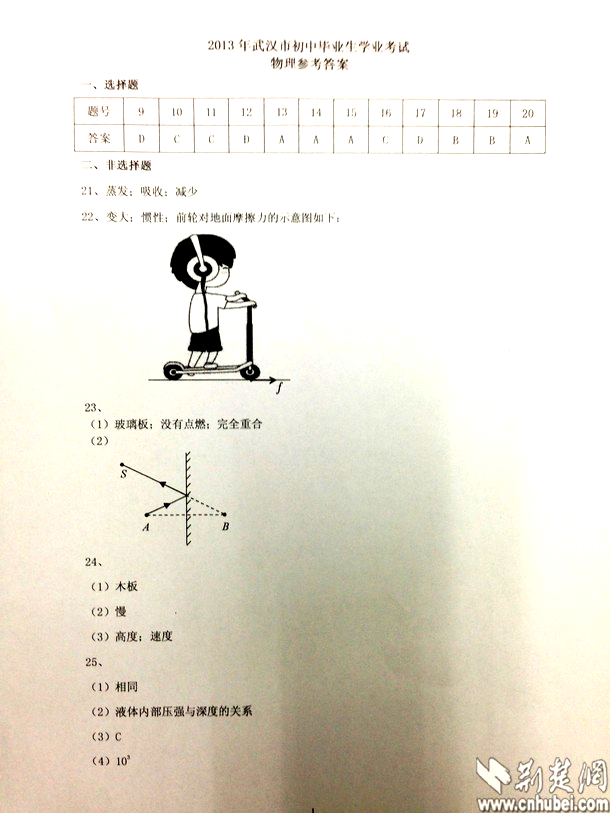 2013年武汉市初中毕业生学业考试
物理参考答案
一、选择题
题号 9 10 11 12 13 14 15 16 17 18 19 20
答案 D C C D A A A C D B B A
二、非选择题
21、蒸发；吸收；减少
22、变大；惯性；前轮对地面摩擦力的示意图如下：
f
23、
（1）玻璃板；没有点燃；完全重合
（2）
S
A B
24、
（1）木板
（2）慢
（3）高度；速度
25、
（1）相同
（2）液体内部压强与深度的关系
（3）C
（4）10³
荆楚网
www.cnhubei.com